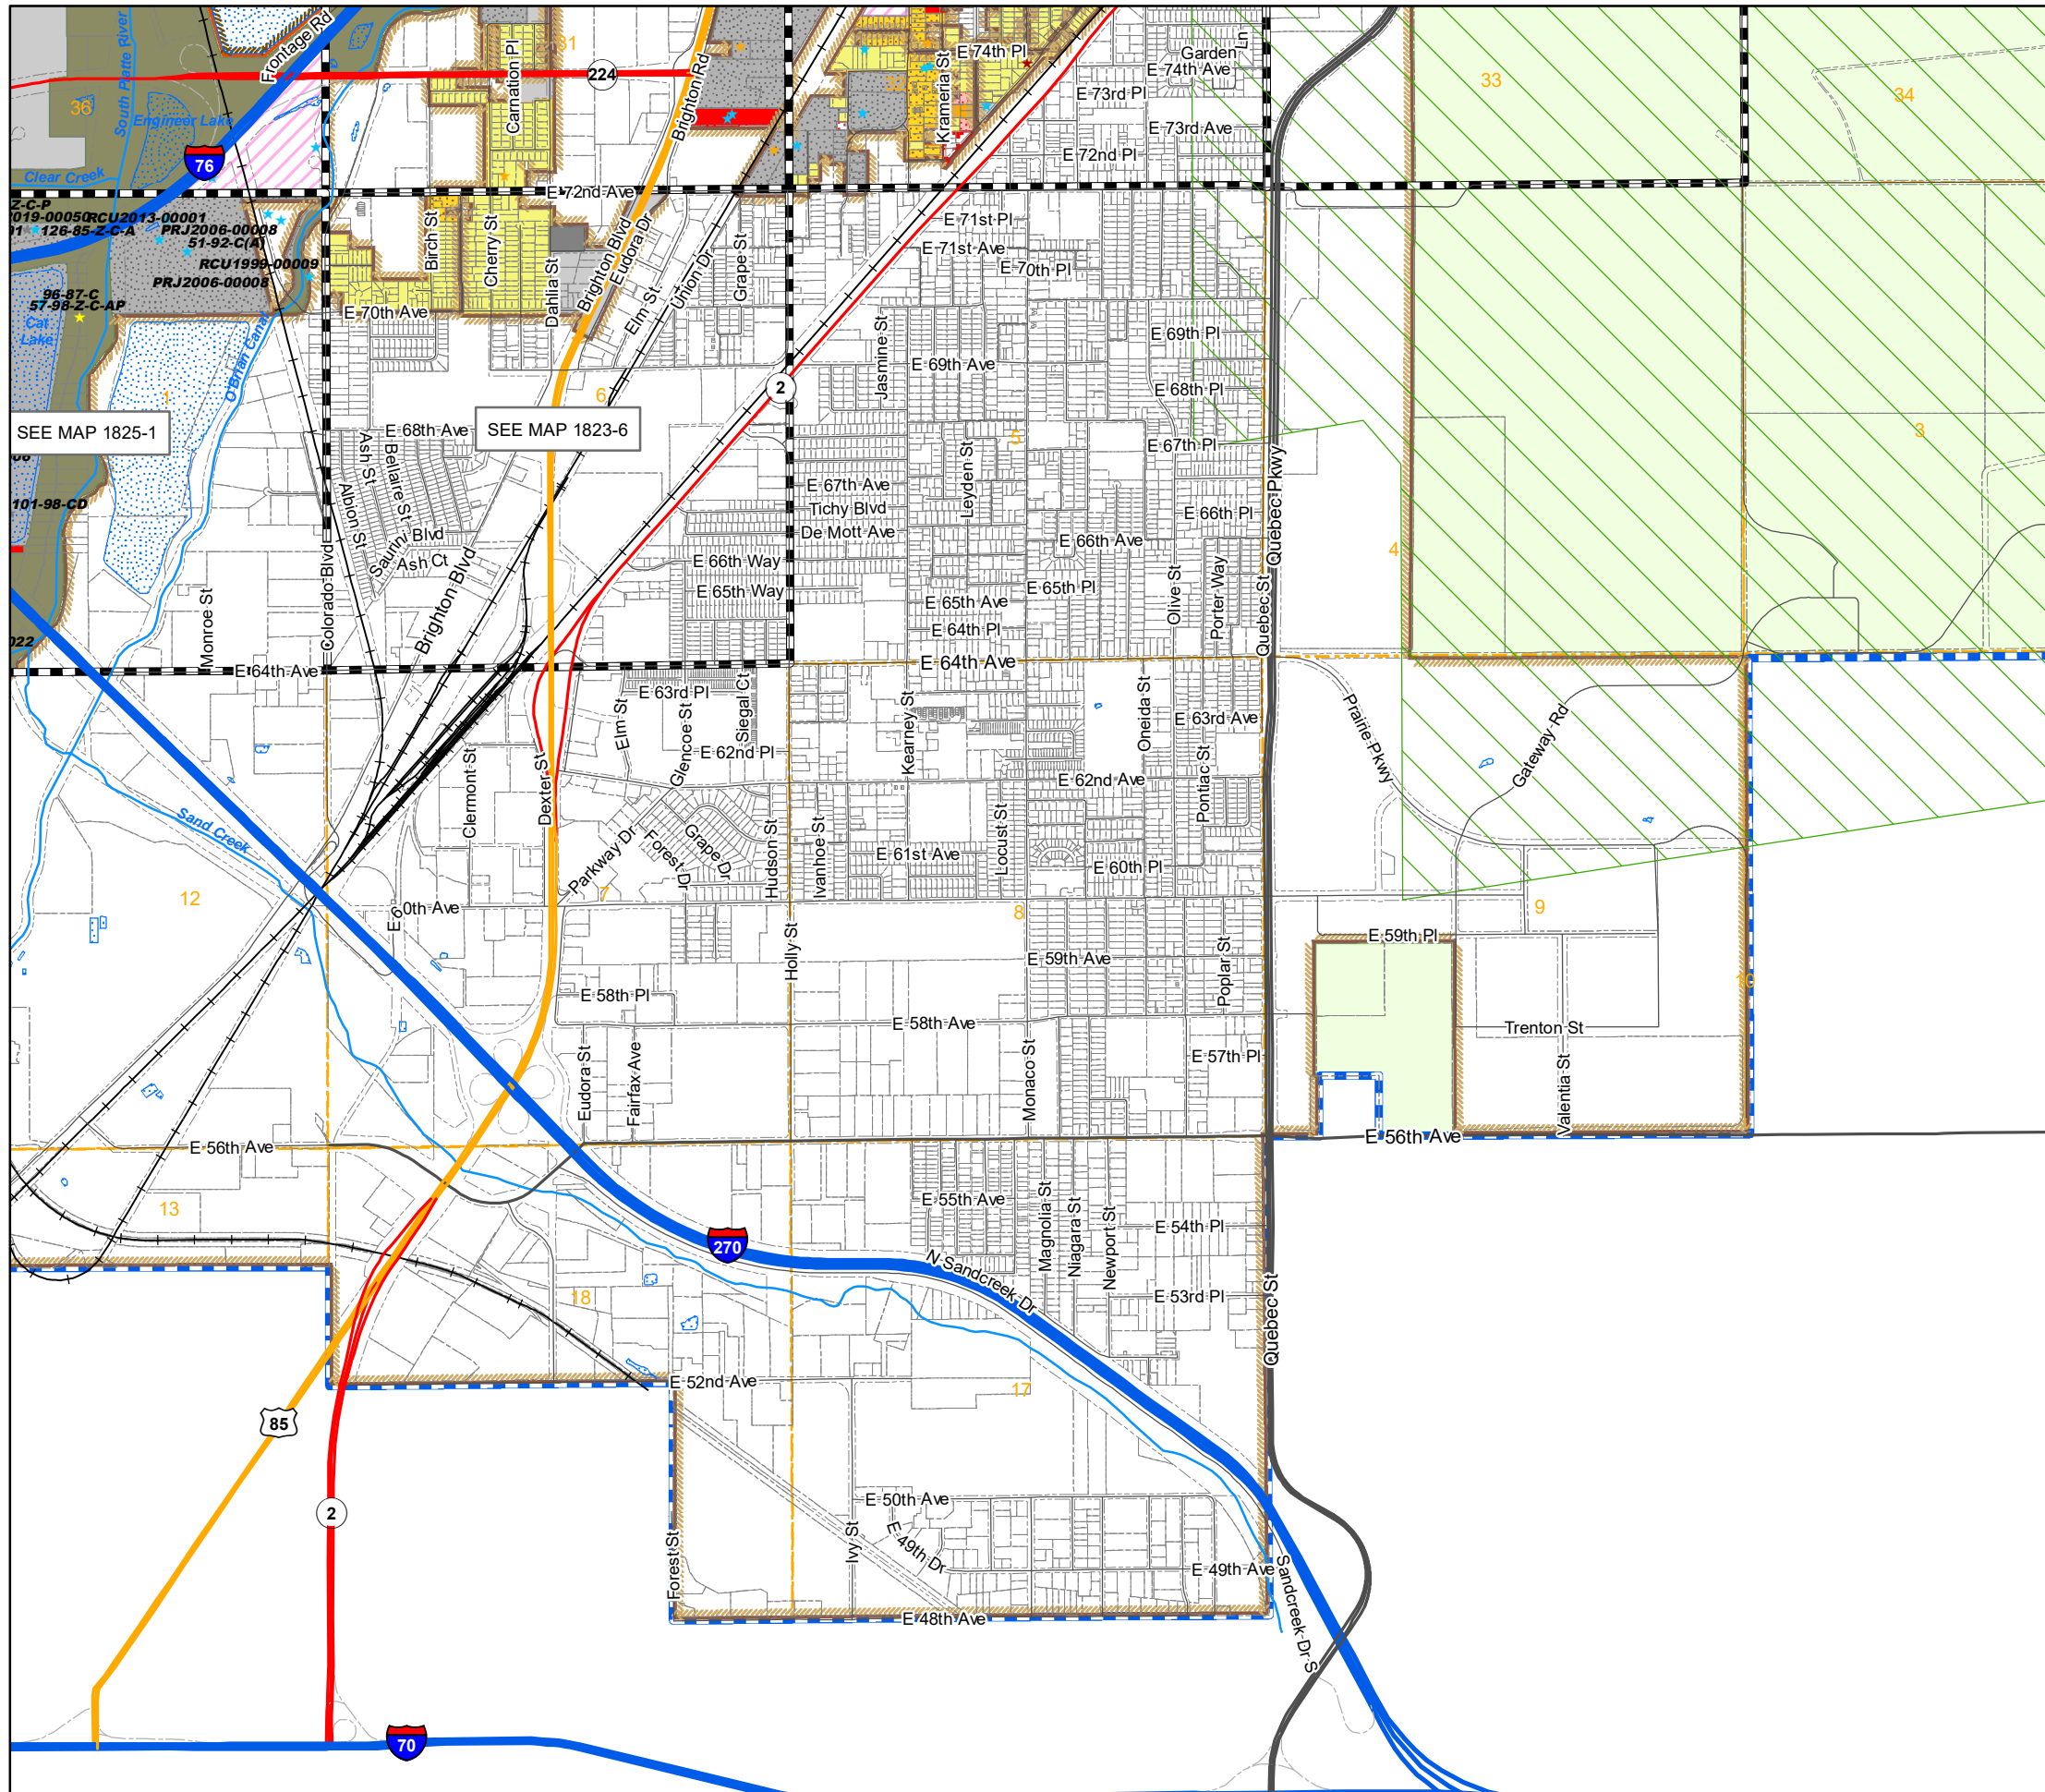 Frontage Rd
South Platte River
36
Engineer Lake
76
Clear Creek
31
Carnation Pl
224
Brighton Rd
32
E 74th Pl
Krameria St
Garden Ln
E 74th Ave
E 73rd Pl
E 73rd Ave
E 72nd Pl
33
34
E 72nd Ave
Z-C-P
RCU2013-00001
126-85-Z-C-A
PRJ2006-00008
51-92-C(A)
RCU1999-00009
PRJ2006-00008
96-87-C
57-98-Z-C-AP
Cat
Lake
O'Brian Canal
Birch St
Cherry St
Dahlia St
Brighton Blvd
Eudora Dr
Elm St
Union Dr
Grape St
E 70th Ave
E 71st Pl
E 71st Ave
E 70th Pl
Jasmine St
E 69th Pl
E 69th Ave
E 68th Pl
2
1
6
SEE MAP 1825-1
SEE MAP 1823-6
E 68th Ave
Ash St
Belaire St
Albion St
Saunni Blvd
Ash Ct
5
E 67th Pl
Leyden St
3
101-98-CD
E 67th Ave
Tichy Blvd
De Mott Ave
E 66th Pl
E 66th Ave
E 66th Way
E 65th Way
E 65th Pl
E 65th Ave
E 64th Pl
Olive St
Porter Way
Quebec Pkwy
Quebec St
4
Monroe St
Colorado Blvd
Brighton Blvd
022
E 64th Ave
E 64th Ave
E 63rd Pl
Siegal Ct
Elm St
Glencoe St
E 62nd Pl
Kearney St
Oneida St
E 63rd Ave
Pontiac St
E 62nd Ave
Prairie Pkwy
Gateway Rd
Sand Creek
Clermont St
Dexter St
Parkway Dr
Forest Dr
Grape Dr
Hudson St
Ivanhoe St
E 61st Ave
Locust St
E 60th Pl
12
E 60th Ave
7
8
9
Holly St
E 59th Ave
Poplar St
E 59th Pl
10
E 58th Pl
E 58th Ave
Trenton St
Eudora St
Fairfax Ave
Monaco St
E 57th Pl
Valentia St
E 56th Ave
E 56th Ave
13
E 55th Ave
Magnolia St
Niagara St
Newport St
E 54th Pl
270
N Sandcreek Dr
E 53rd Pl
18
Quebec St
E 52nd Ave
17
85
2
E 50th Ave
Forest St
Ivy St
E 49th Dr
E 49th Ave
S Sandcreek Dr S
E 48th Ave
70